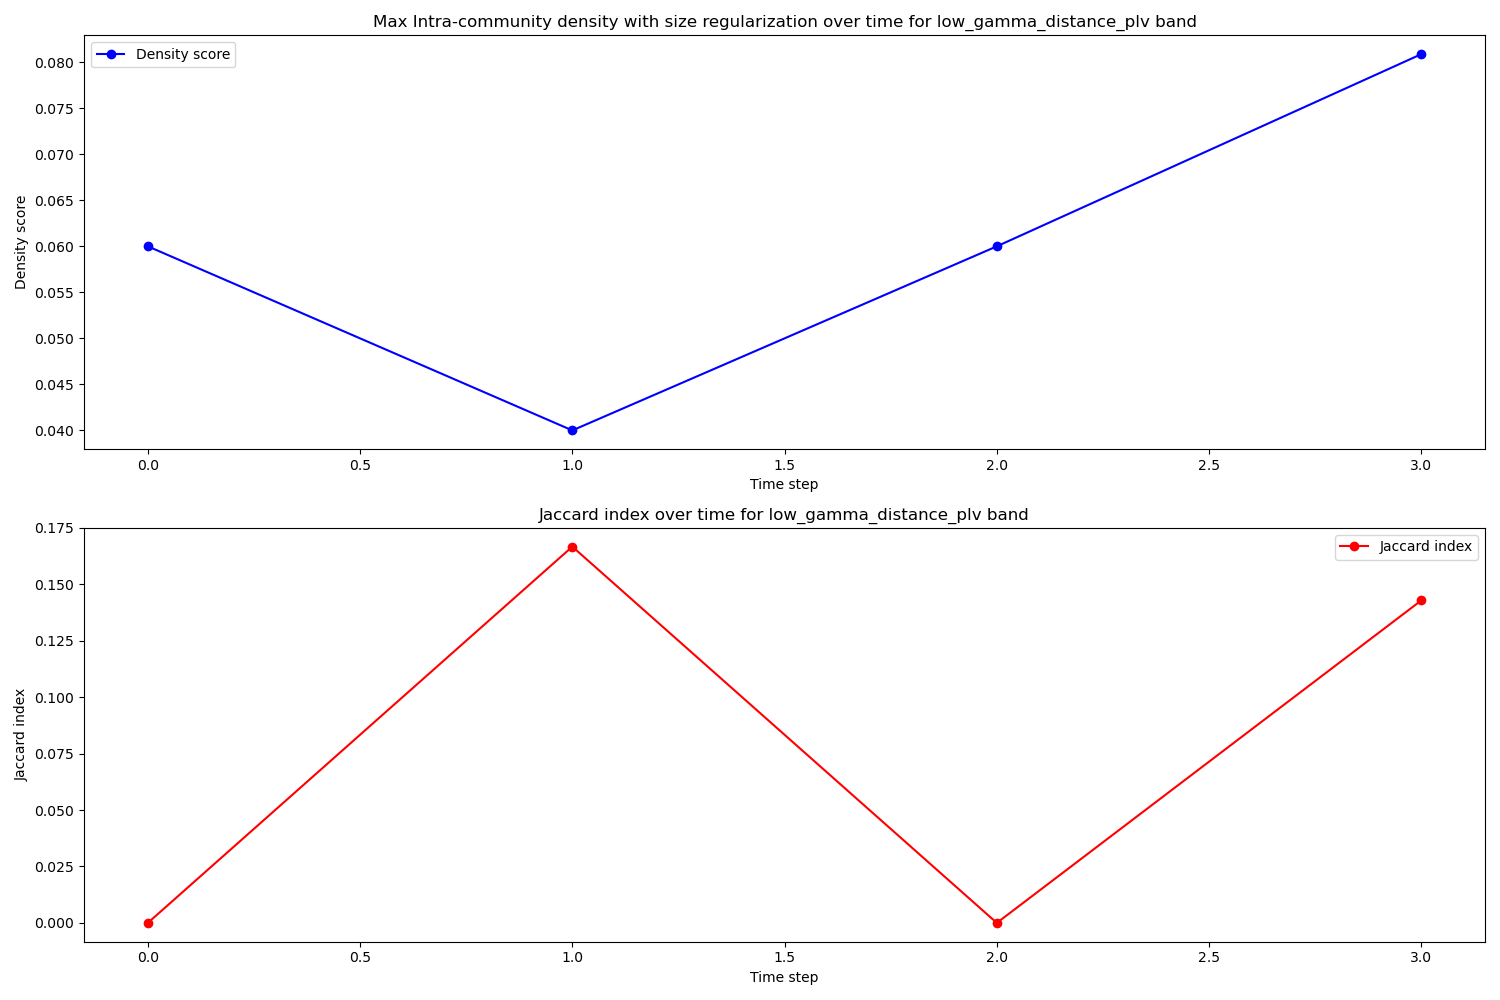 Max Intra-community density with size regularization over time for low_gamma_distance_plv band
Density score
0.080
0.075
0.070
0.065
0.060
0.055
0.050
0.045
0.040
Density score
0.0 0.5 1.0 1.5 2.0 2.5 3.0
Time step
Jaccard index over time for low_gamma_distance_plv band
Jaccard index
0.175
0.150
0.125
0.100
0.075
0.050
0.025
0.000
Jaccard index
0.0 0.5 1.0 1.5 2.0 2.5 3.0
Time step